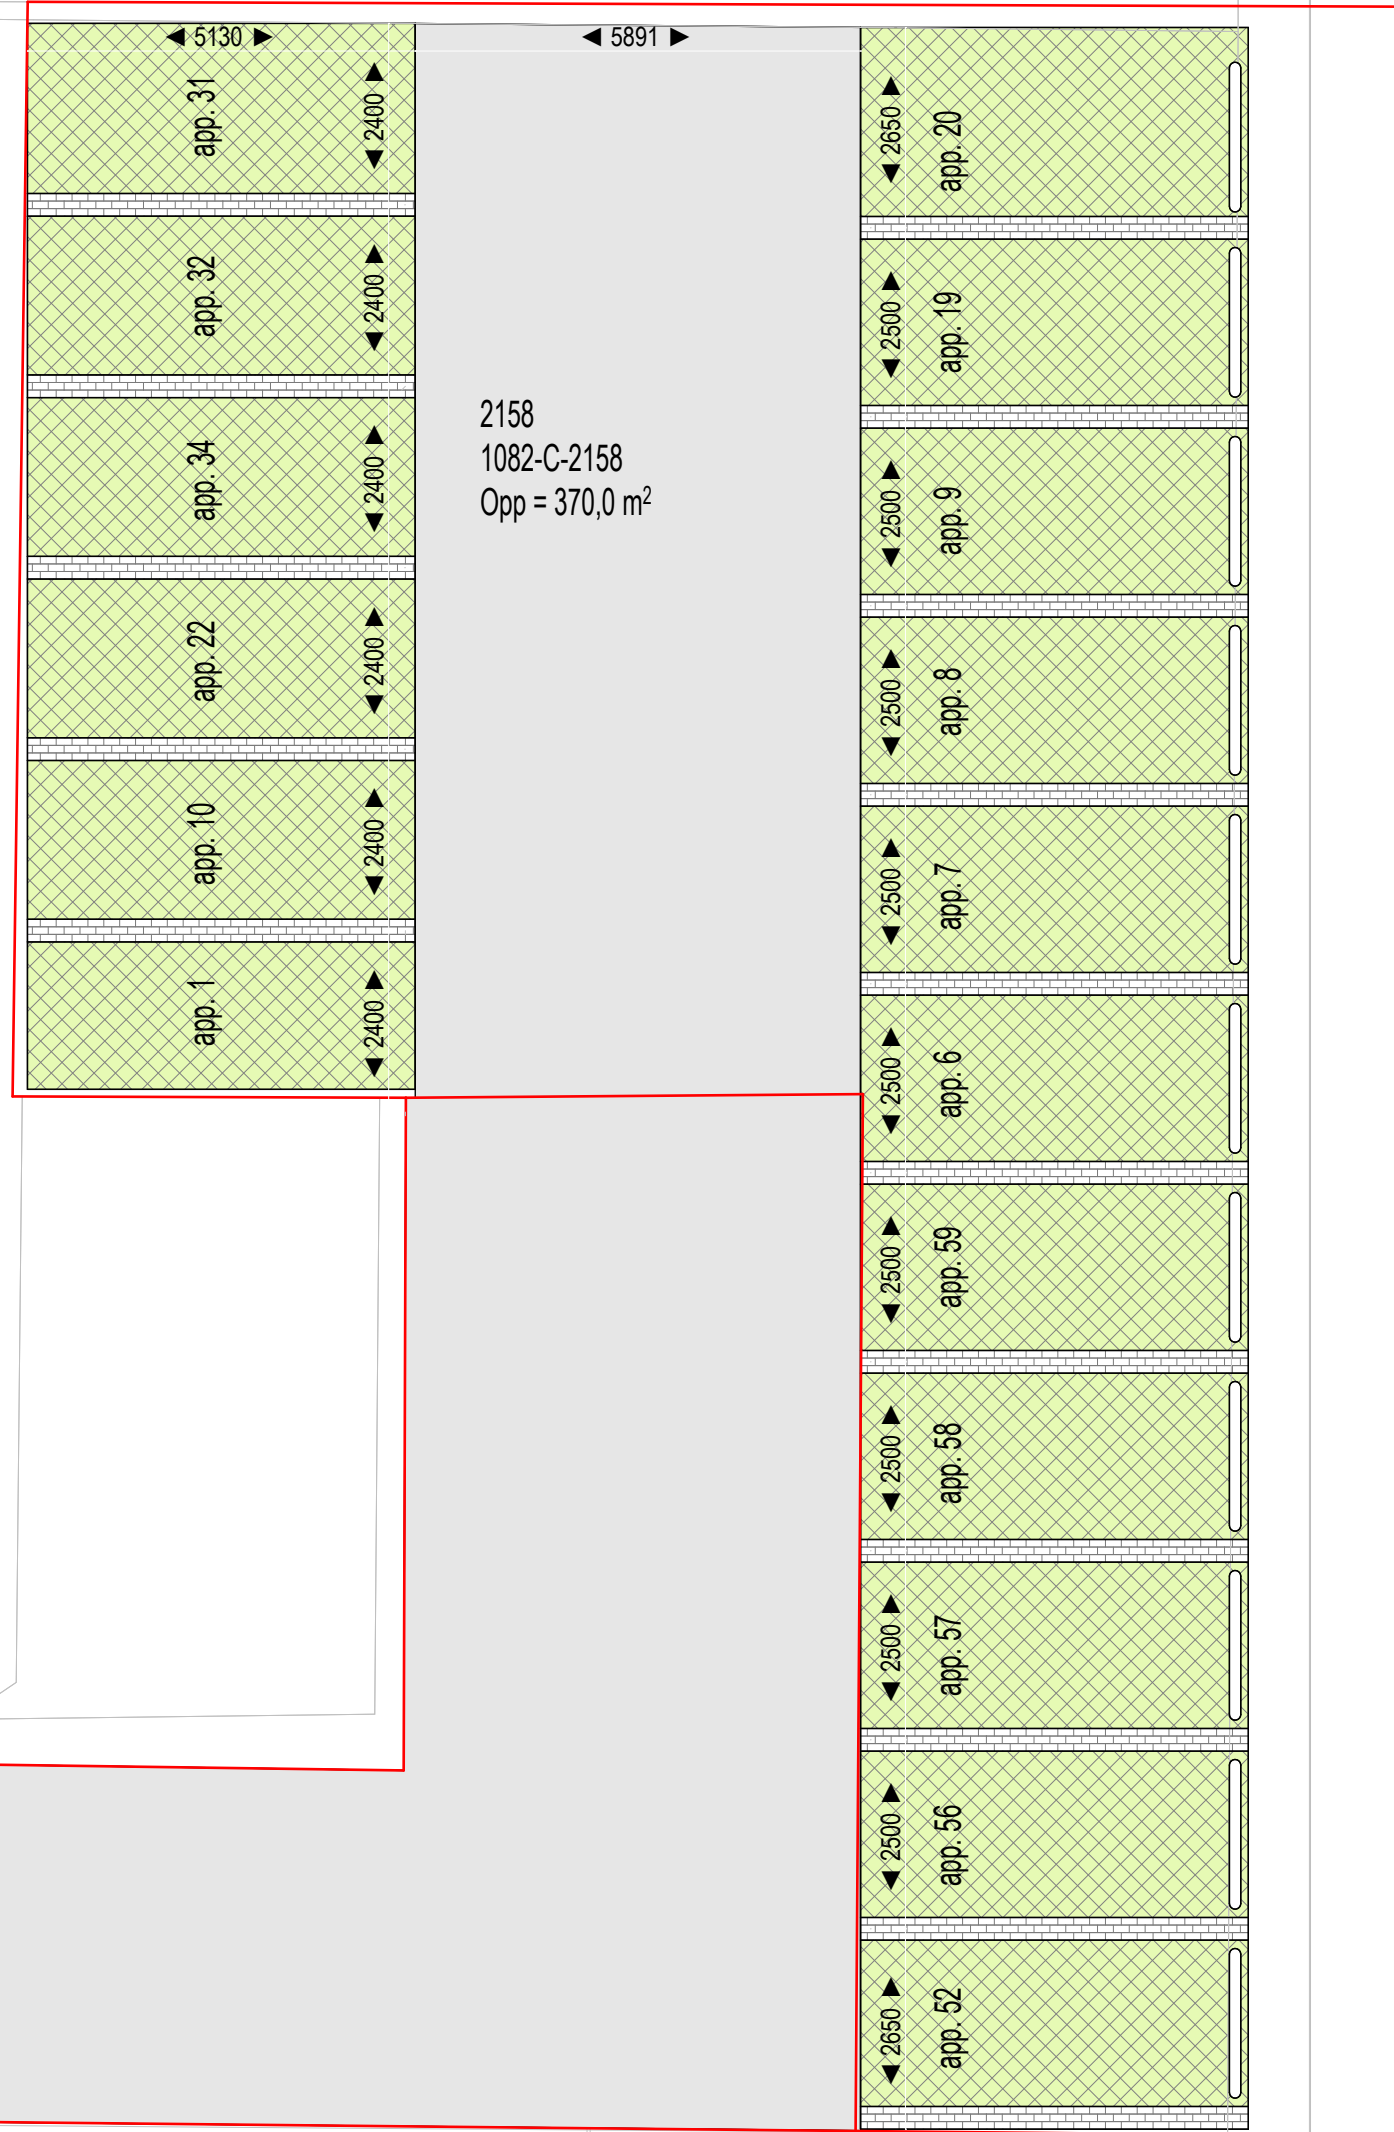 5130
5891
app. 31
2400
app. 32
2400
app. 34
2400
app. 22
2400
app. 10
2400
app. 1
2400
2158
1082-C-2158
Opp = 370,0 m²
2650
app. 20
2500
app. 19
2500
app. 9
2500
app. 8
2500
app. 7
2500
app. 6
2500
app. 59
2500
app. 58
2500
app. 57
2500
app. 56
2650
app. 52